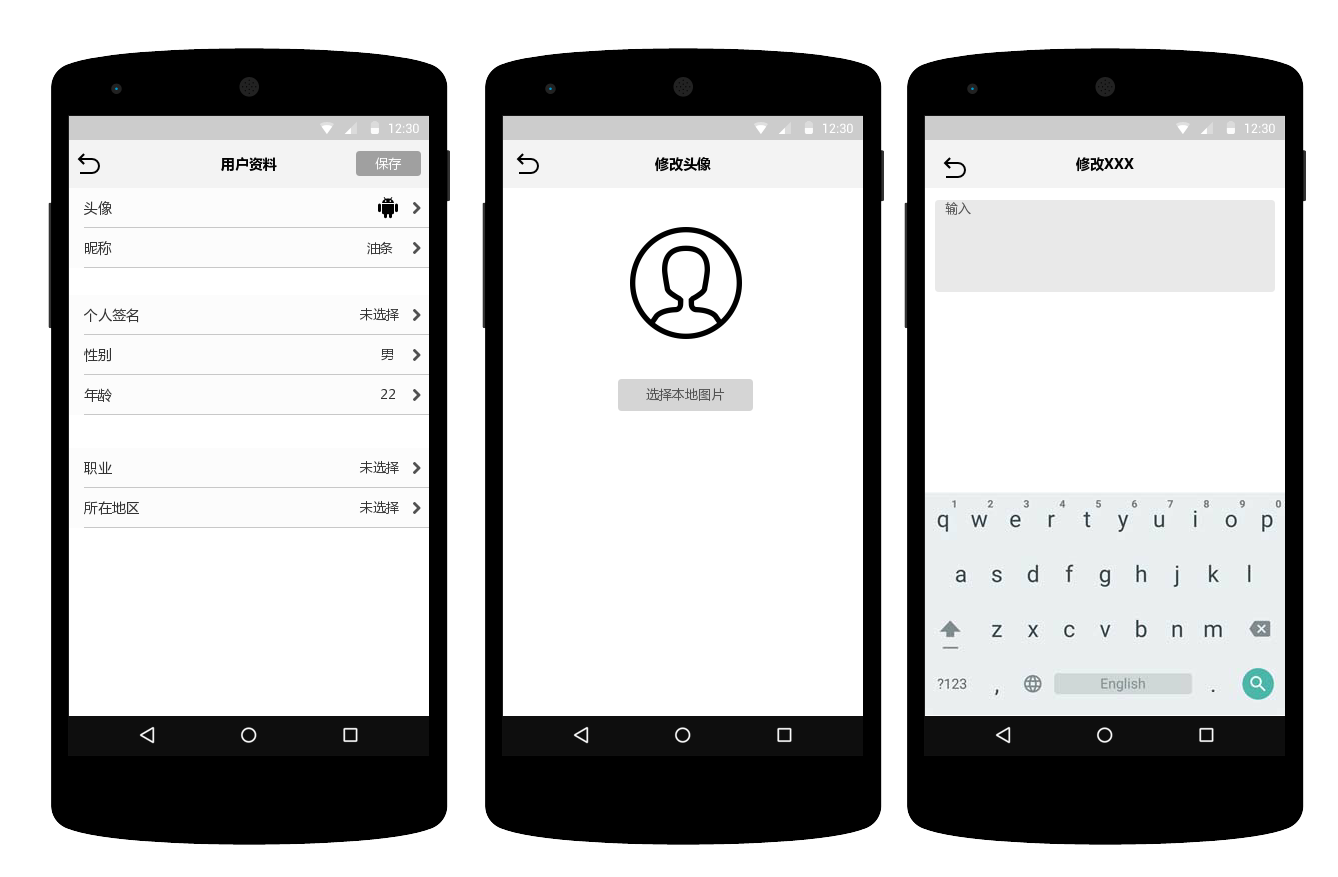 12:30
用户资料
保存
头像
昵称 油条
个人签名 未选择
性别 男
年龄 22
职业 未选择
所在地区 未选择
12:30
修改头像
选择本地图片
12:30
修改XXX
输入
1 2 3 4 5 6 7 8 9 0
q w e r t y u i o p
a s d f g h j k l
z x c v b n m
?123 , English .